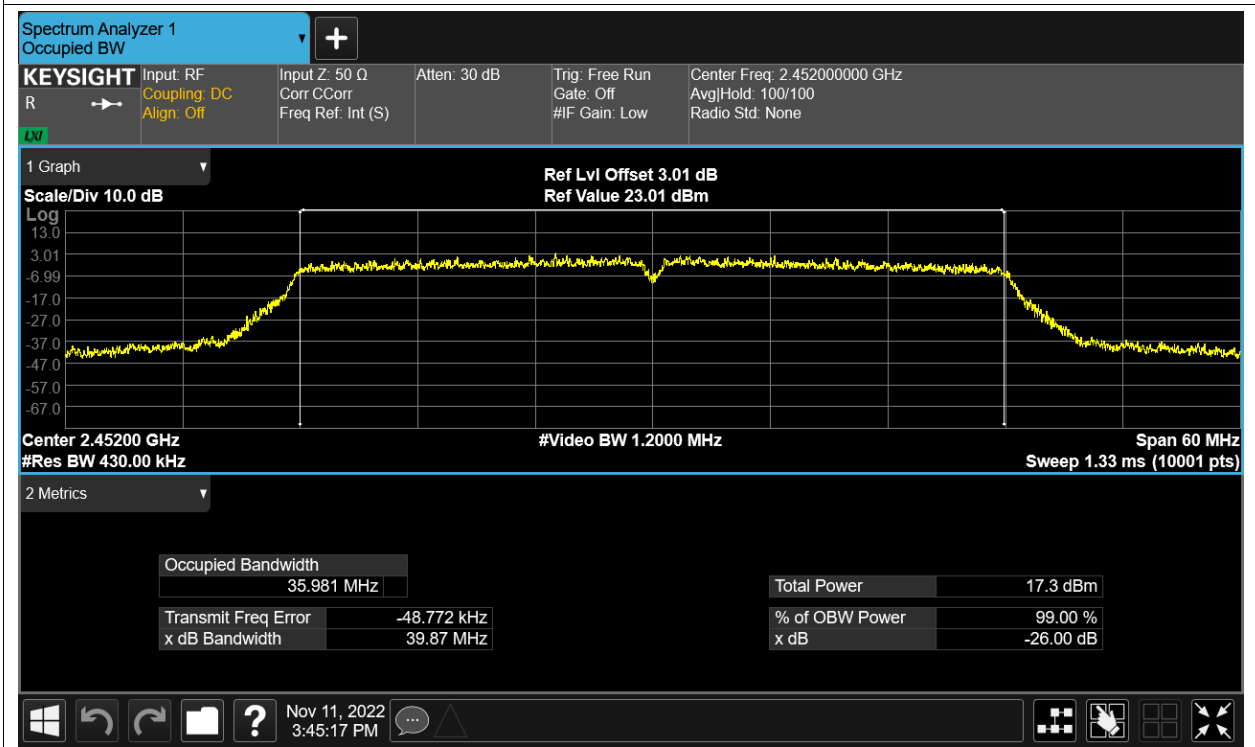 Spectrum Analyzer 1
Occupied BW
KEYSIGHT Input: RF Input Z: 50 Ω Atten: 30 dB Trig: Free Run Center Freq: 2.452000000 GHz
R Coupling: DC Corr CCorr Gate: Off Avg|Hold: 100/100
Align: Off Freq Ref: Int (S) #IF Gain: Low Radio Std: None
LXI
1 Graph
Ref Lvl Offset 3.01 dB
Scale/Div 10.0 dB Ref Value 23.01 dBm
Log
13.0
3.01
-6.99
-17.0
-27.0
-37.0
-47.0
-57.0
-67.0
Center 2.45200 GHz #Video BW 1.2000 MHz Span 60 MHz
#Res BW 430.00 kHz Sweep 1.33 ms (10001 pts)
2 Metrics
Occupied Bandwidth
35.981 MHz Total Power 17.3 dBm
Transmit Freq Error -48.772 kHz % of OBW Power 99.00 %
x dB Bandwidth 39.87 MHz x dB -26.00 dB
? Nov 11, 2022
3:45:17 PM